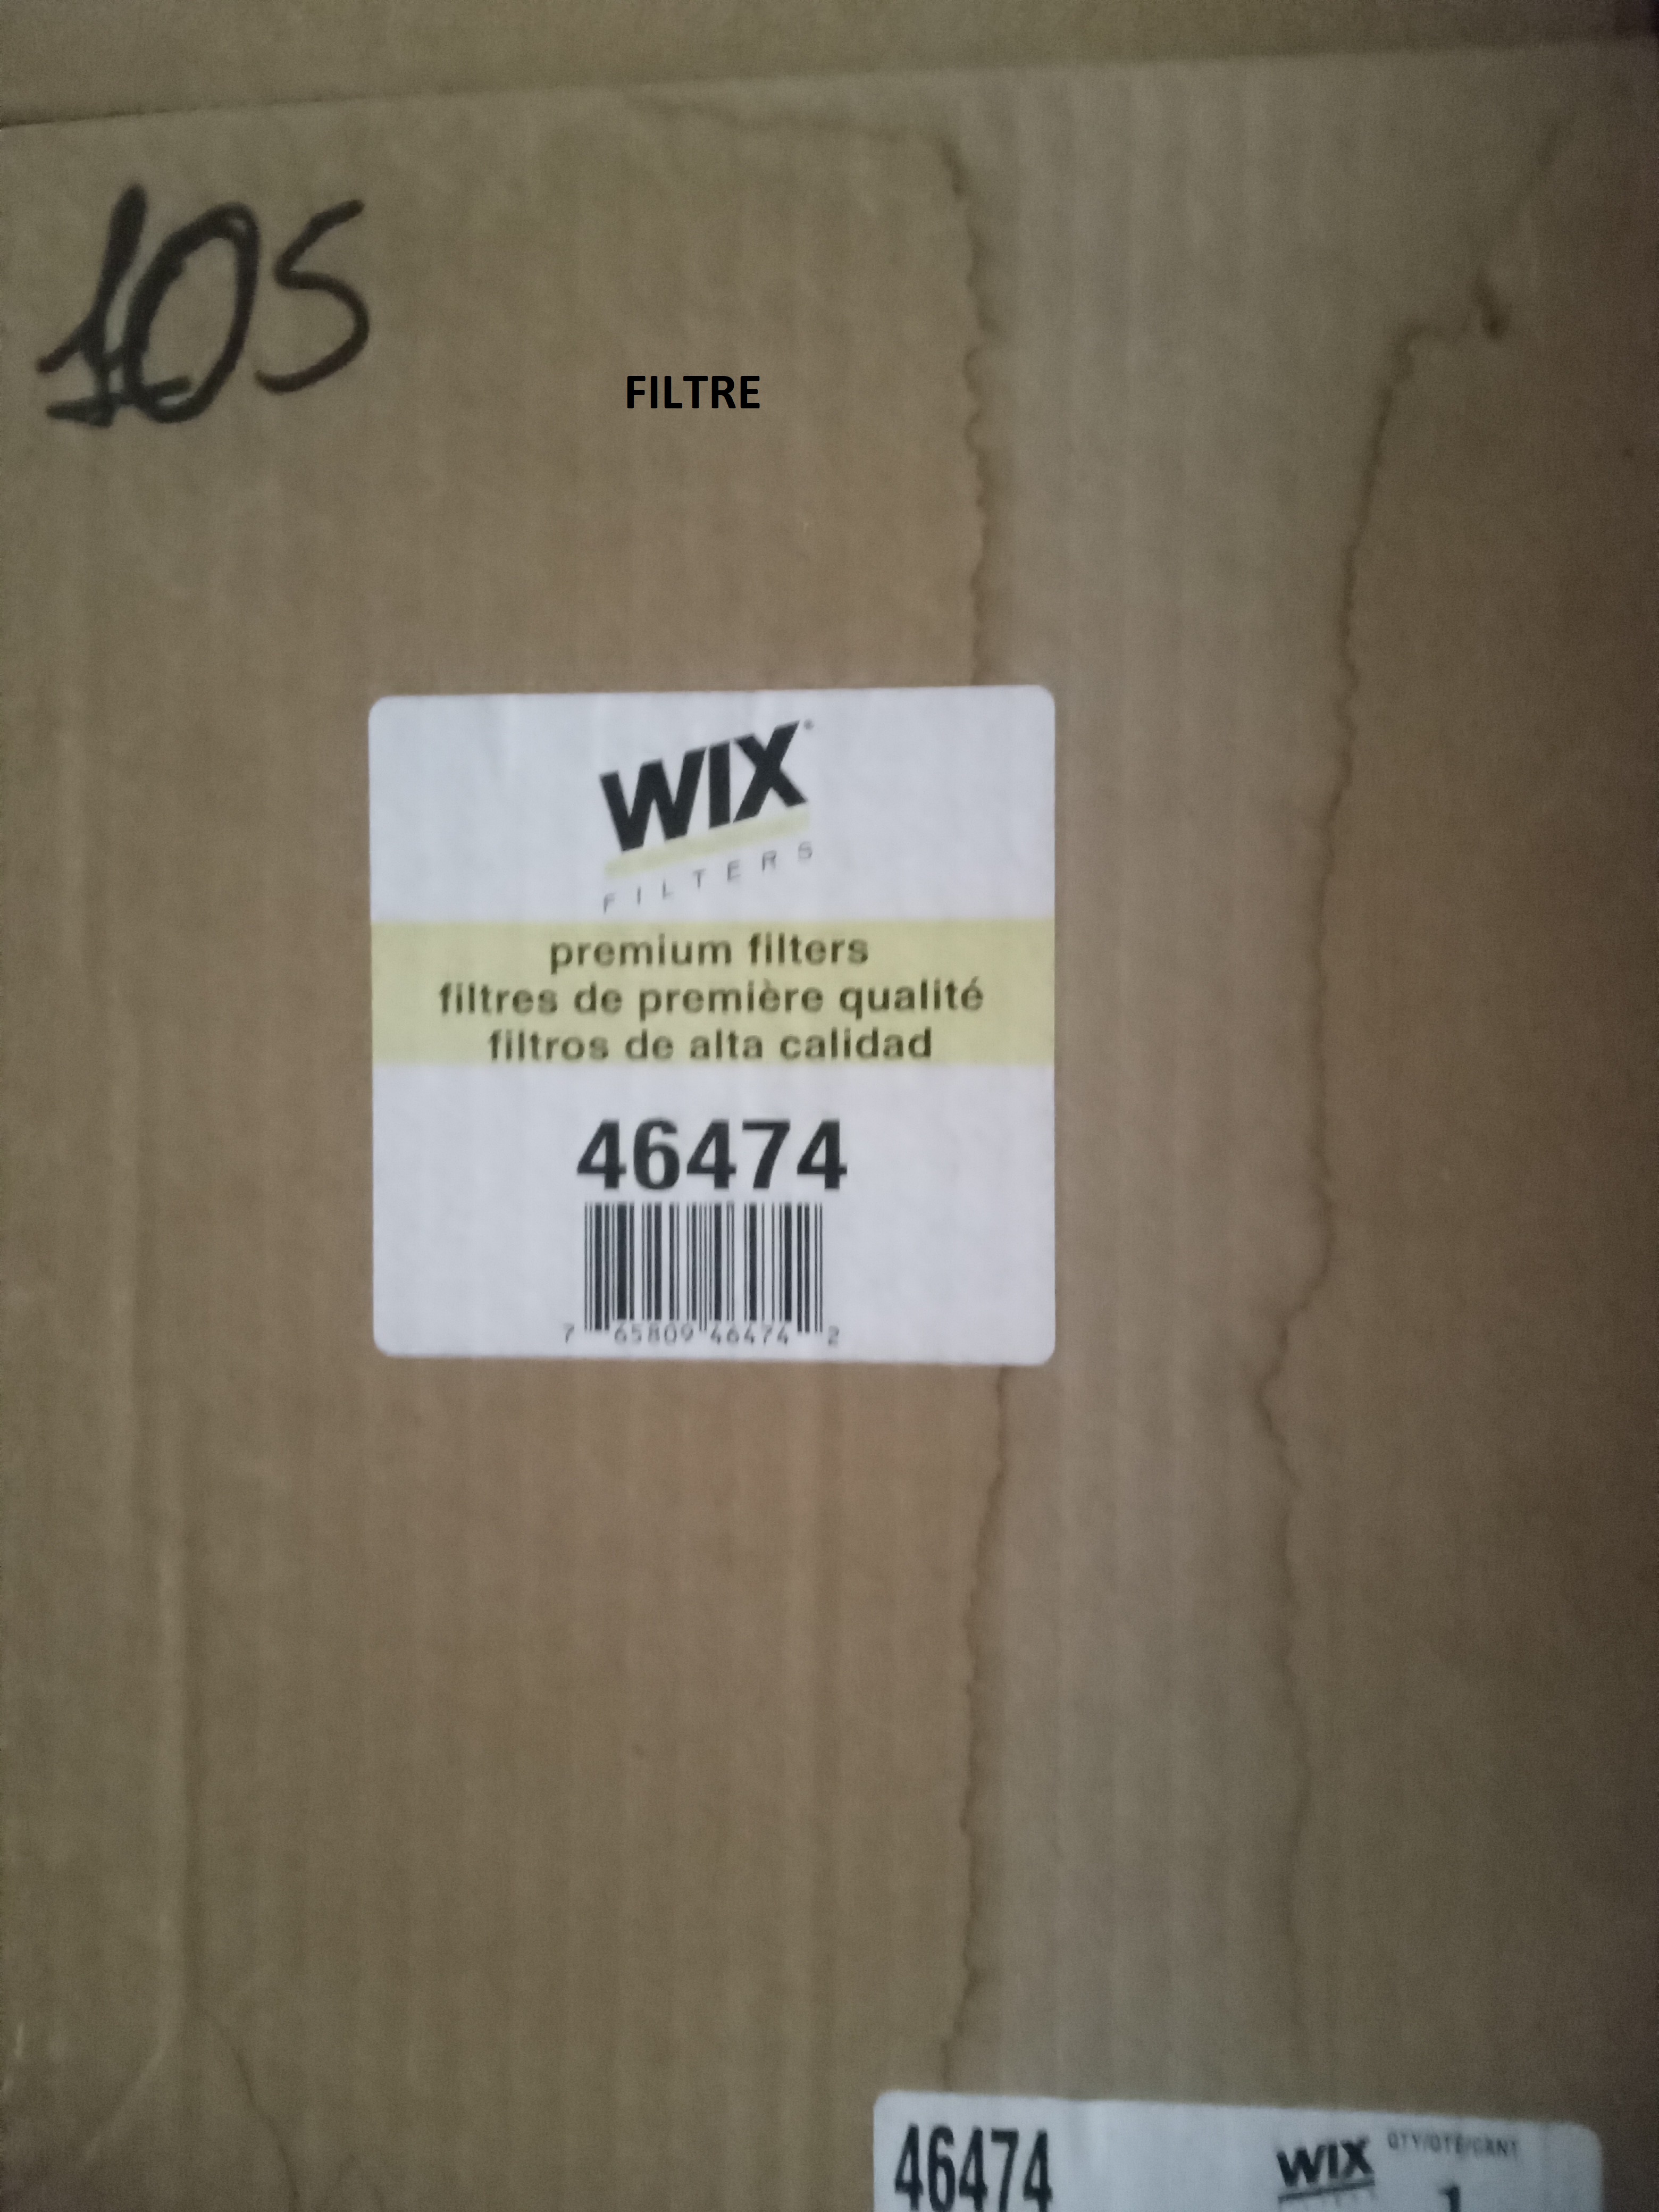 105
FILTRE
WIX
FILTERS
premium filters
filtres de première qualité
filtros de alta calidad
46474
7 65809 46474 2
46474 WIX QTY/QTÉ/CANT
1